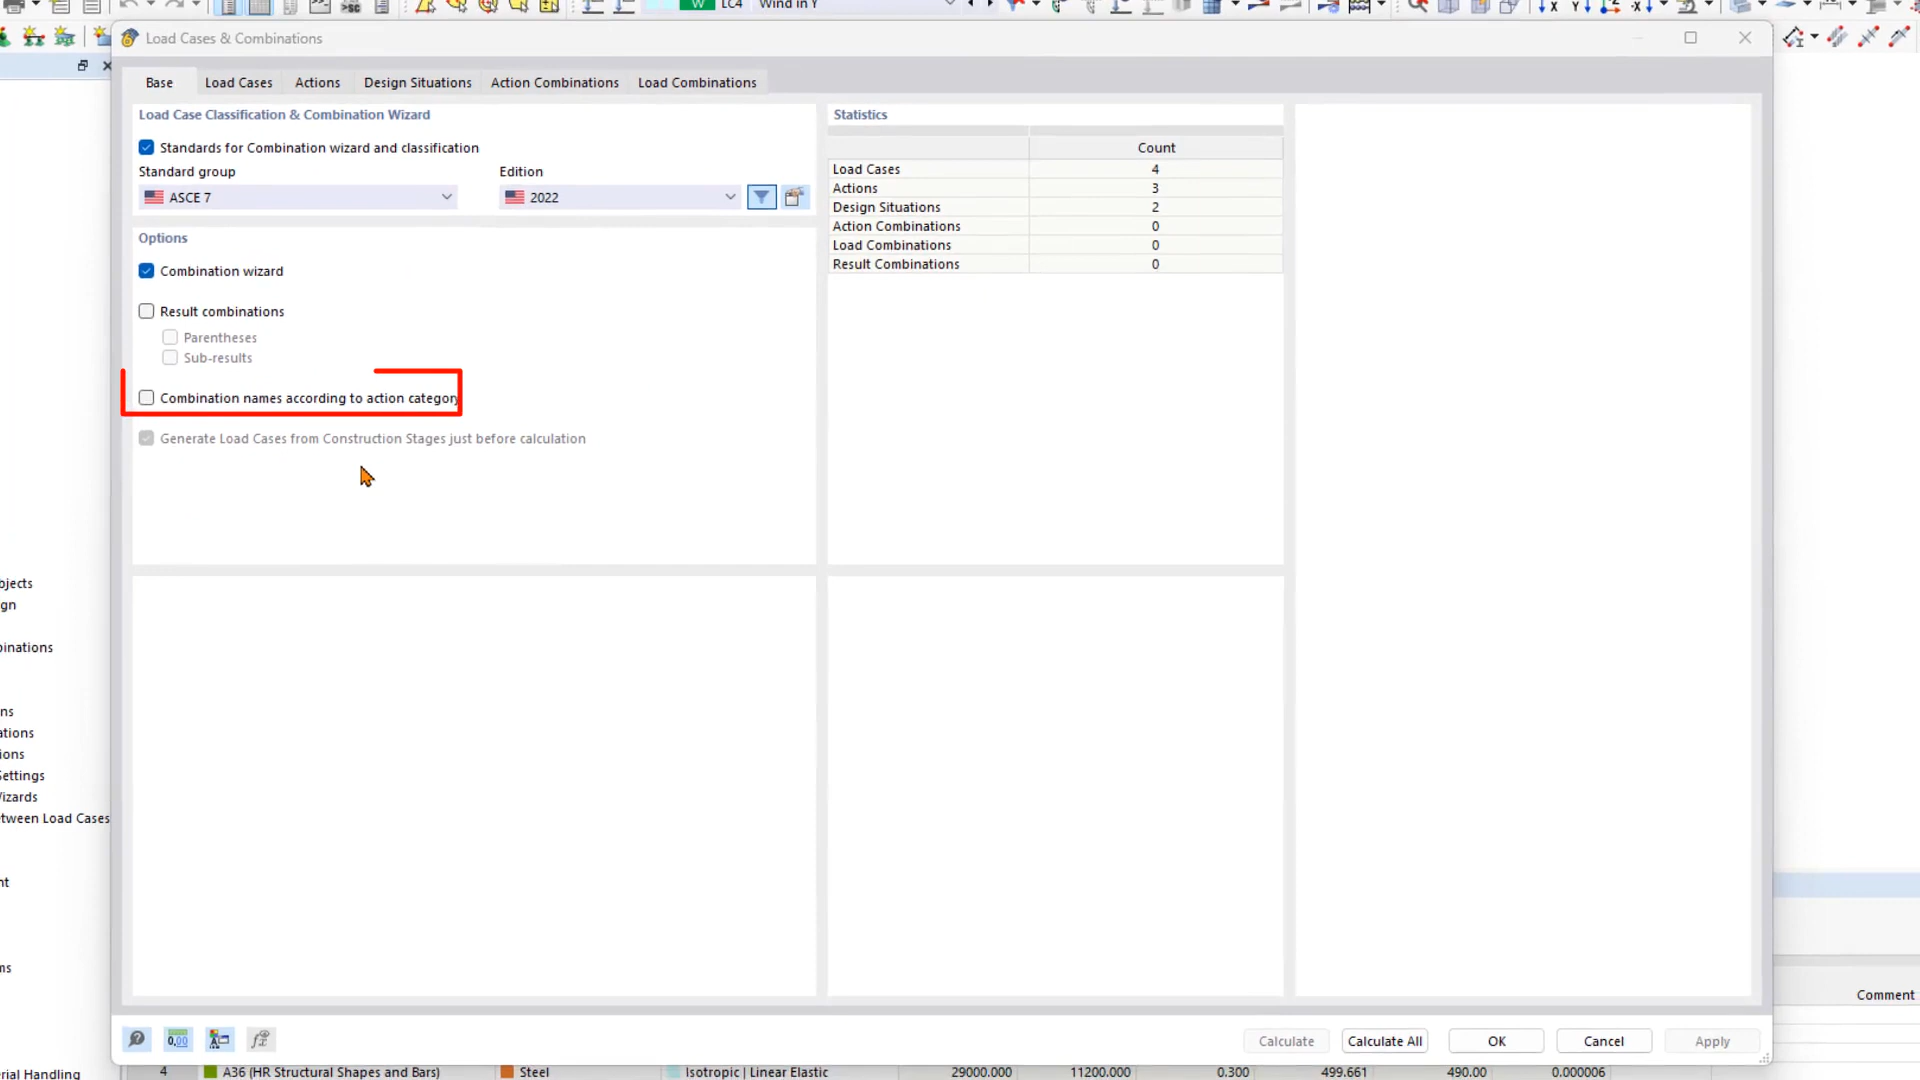 W LC4 Wind in Y
Load Cases & Combinations
Base Load Cases Actions Design Situations Action Combinations Load Combinations
Load Case Classification & Combination Wizard
Standards for Combination wizard and classification
Standard group Edition
ASCE 7 2022
Options
Combination wizard
Result combinations
Parentheses
Sub-results
Combination names according to action category
Generate Load Cases from Construction Stages just before calculation
Statistics
Count
Load Cases 4
Actions 3
Design Situations 2
Action Combinations 0
Load Combinations 0
Result Combinations 0
bjects
gn
inations
ns
ations
ions
Settings
izards
tween Load Cases
nt
ms
Comment
0,00
Calculate Calculate All OK Cancel Apply
rial Handling 4 A36 (HR Structural Shapes and Bars) Steel Isotropic | Linear Elastic 29000.000 11200.000 0.300 499.661 490.00 0.000006